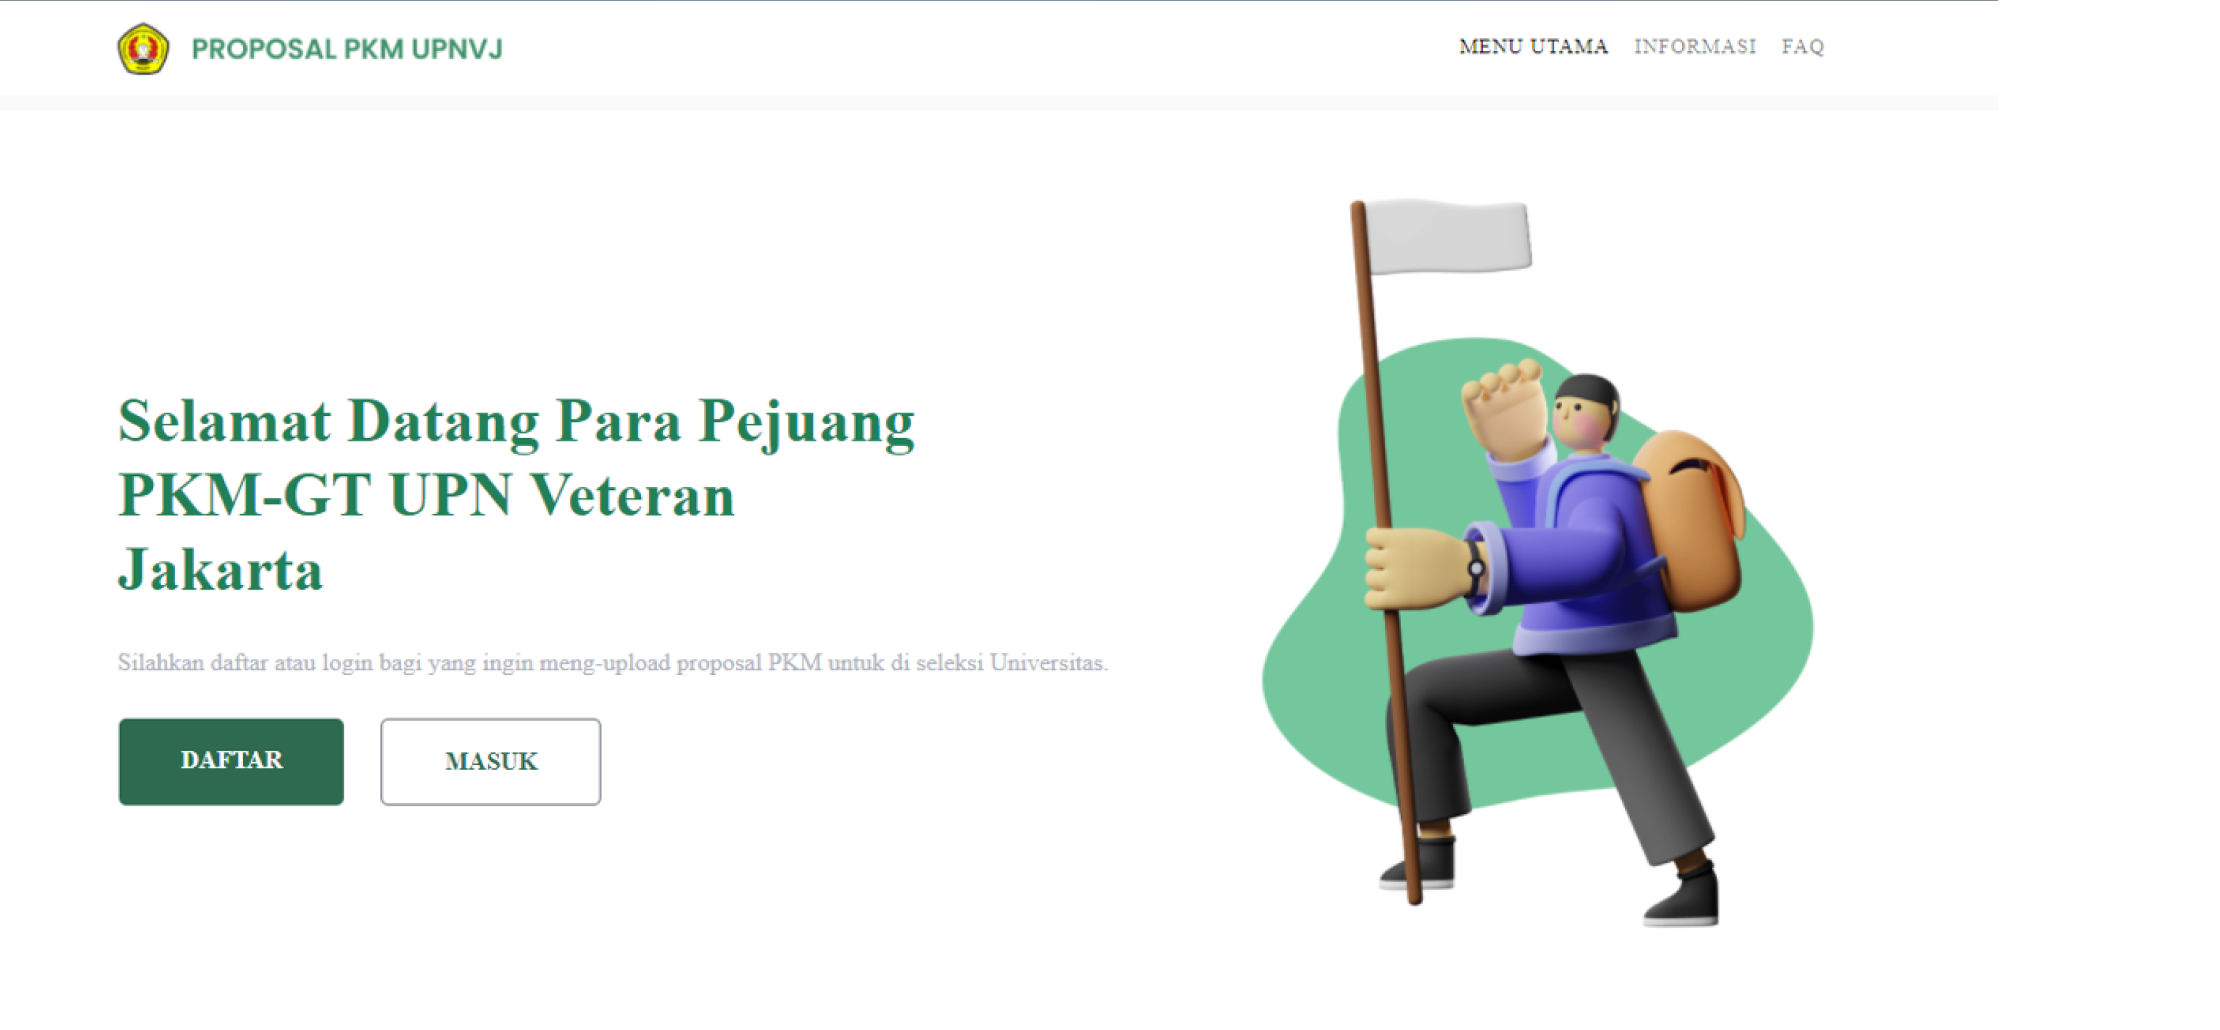 PROPOSAL PKM UPNVJ
MENU UTAMA INFORMASI FAQ
Selamat Datang Para Pejuang
PKM-GT UPN Veteran
Jakarta
Silahkan daftar atau login bagi yang ingin meng-upload proposal PKM untuk di seleksi Universitas.
DAFTAR MASUK